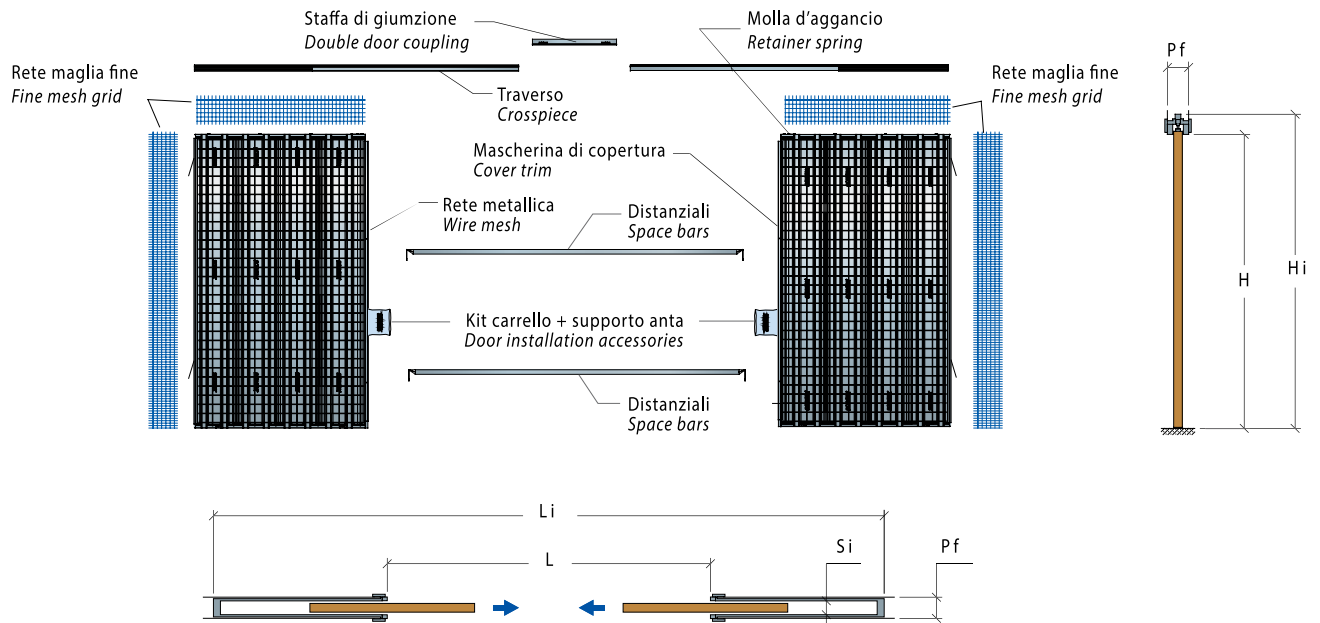 Staffa di giumzione
Double door coupling
Molla d'aggancio
Retainer spring
Pf
Rete maglia fine
Fine mesh grid
Rete maglia fine
Fine mesh grid
Traverso
Crosspiece
Mascherina di copertura
Cover trim
Rete metallica
Wire mesh
Distanziali
Space bars
H
Hi
Kit carrello + supporto anta
Door installation accessories
Distanziali
Space bars
Li
L
Si
Pf